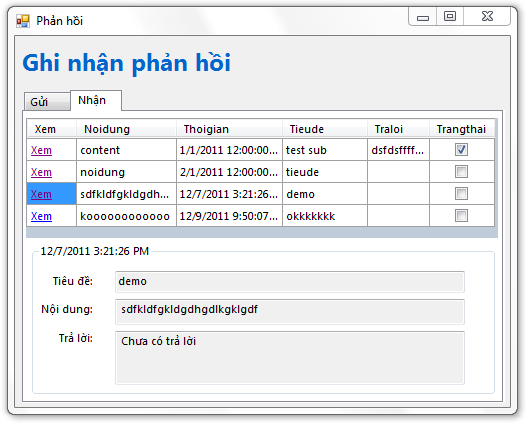 Phản hồi
Ghi nhận phản hồi
Gửi Nhận
Xem Noidung Thoigian Tieude Traloi Trangthai
Xem content 1/1/2011 12:00:00... test sub dsfdsffff...
Xem noidung 2/1/2011 12:00:00... tieude
Xem sdfkldfgkldgdh... 12/7/2011 3:21:26... demo
Xem koooooooooooo 12/9/2011 9:50:07... okkkkkkk
12/7/2011 3:21:26 PM
Tiêu đề: demo
Nội dung: sdfkldfgkldgdhgdlkgklgdf
Trả lời: Chưa có trả lời